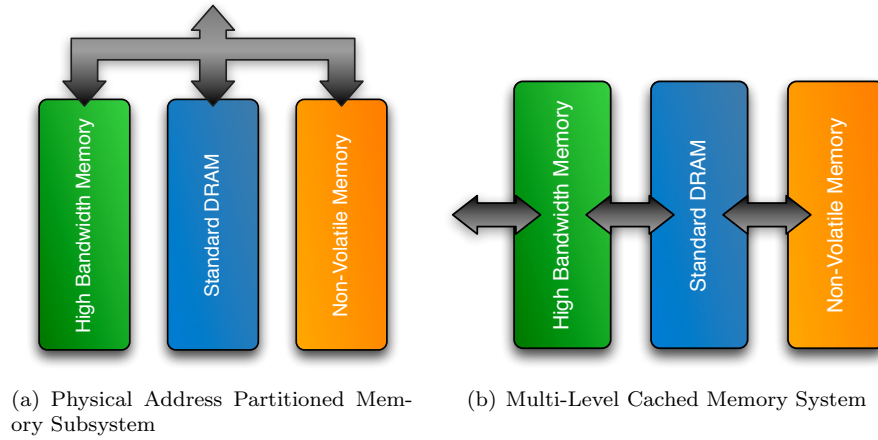 High Bandwidth Memory
Standard DRAM
Non-Volatile Memory
High Bandwidth Memory
Standard DRAM
Non-Volatile Memory
(a) Physical Address Partitioned Mem-
ory Subsystem
(b) Multi-Level Cached Memory System